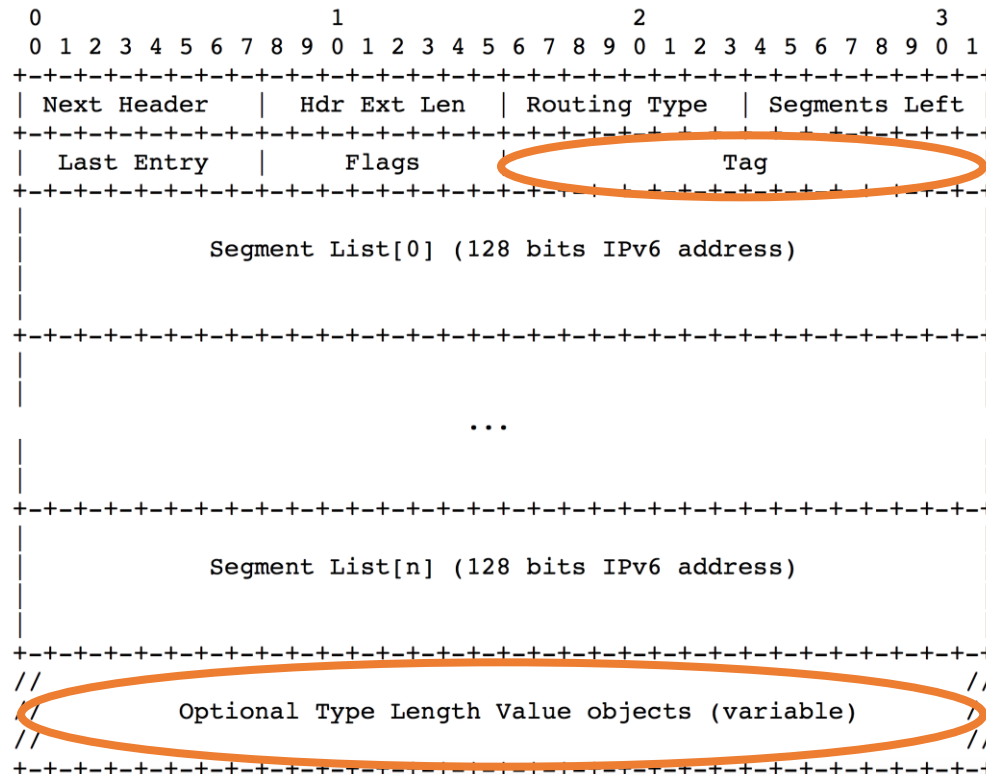 0                   1                   2                   3
0 1 2 3 4 5 6 7 8 9 0 1 2 3 4 5 6 7 8 9 0 1 2 3 4 5 6 7 8 9 0 1
+-+-+-+-+-+-+-+-+-+-+-+-+-+-+-+-+-+-+-+-+-+-+-+-+-+-+-+-+-+-+-+-+
| Next Header   |  Hdr Ext Len  | Routing Type  | Segments Left
+-+-+-+-+-+-+-+-+-+-+-+-+-+-+-+-+-+-+-+-+-+-+-+-+-+-+-+-+-+-+-+-+
|  Last Entry   |     Flags     |              Tag
+-+-+-+-+-+-+-+-+-+-+-+-+-+-+-+-+-+-+-+-+-+-+-+-+-+-+-+-+-+-+-+-+
|
|           Segment List[0] (128 bits IPv6 address)
|
|
+-+-+-+-+-+-+-+-+-+-+-+-+-+-+-+-+-+-+-+-+-+-+-+-+-+-+-+-+-+-+-+-+
|
|
...
|
|
+-+-+-+-+-+-+-+-+-+-+-+-+-+-+-+-+-+-+-+-+-+-+-+-+-+-+-+-+-+-+-+-+
|
|           Segment List[n] (128 bits IPv6 address)
|
|
+-+-+-+-+-+-+-+-+-+-+-+-+-+-+-+-+-+-+-+-+-+-+-+-+-+-+-+-+-+-+-+-+
//                                                             //
//         Optional Type Length Value objects (variable)       //
//                                                             //
+-+-+-+-+-+-+-+-+-+-+-+-+-+-+-+-+-+-+-+-+-+-+-+-+-+-+-+-+-+-+-+-+